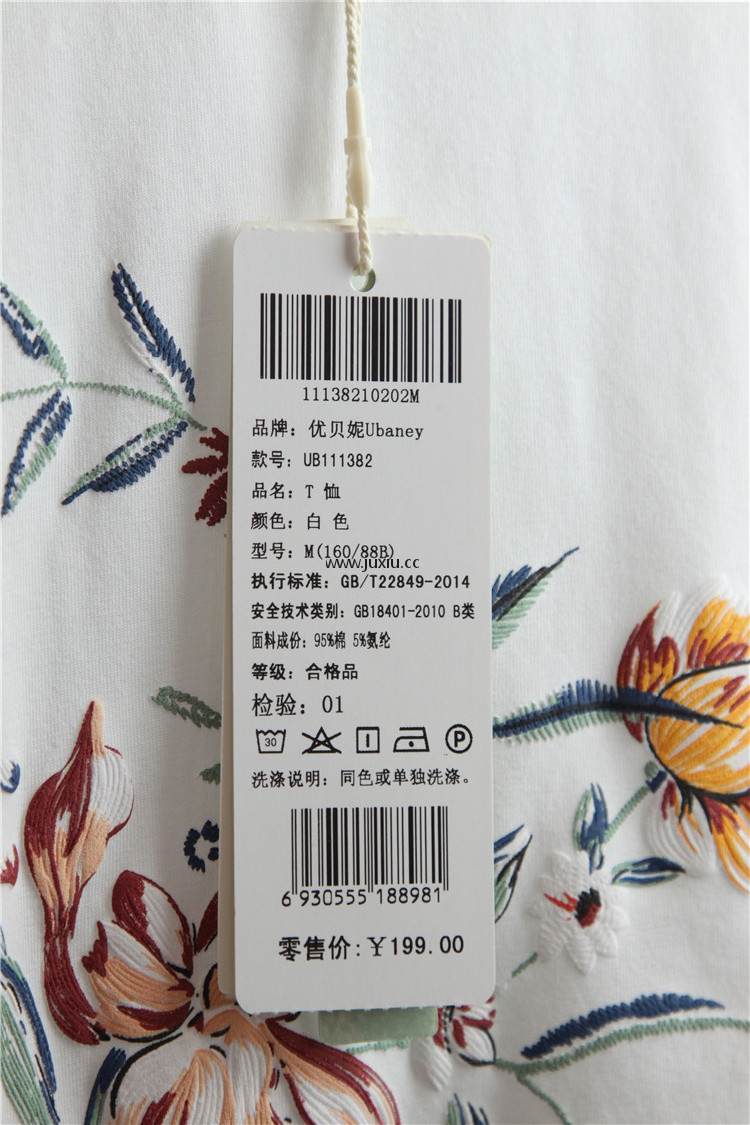 11138210202M
品牌：优贝妮Ubaney
款号：UB111382
品名：T 恤
颜色：白 色
型号：M(160/88B)
www.juxiu.cc
执行标准：GB/T22849-2014
安全技术类别：GB18401-2010 B类
面料成份：95%棉 5%氨纶
等级：合格品
检验：01
30 P
洗涤说明：同色或单独洗涤。
6 930555 188981
零售价:￥199.00